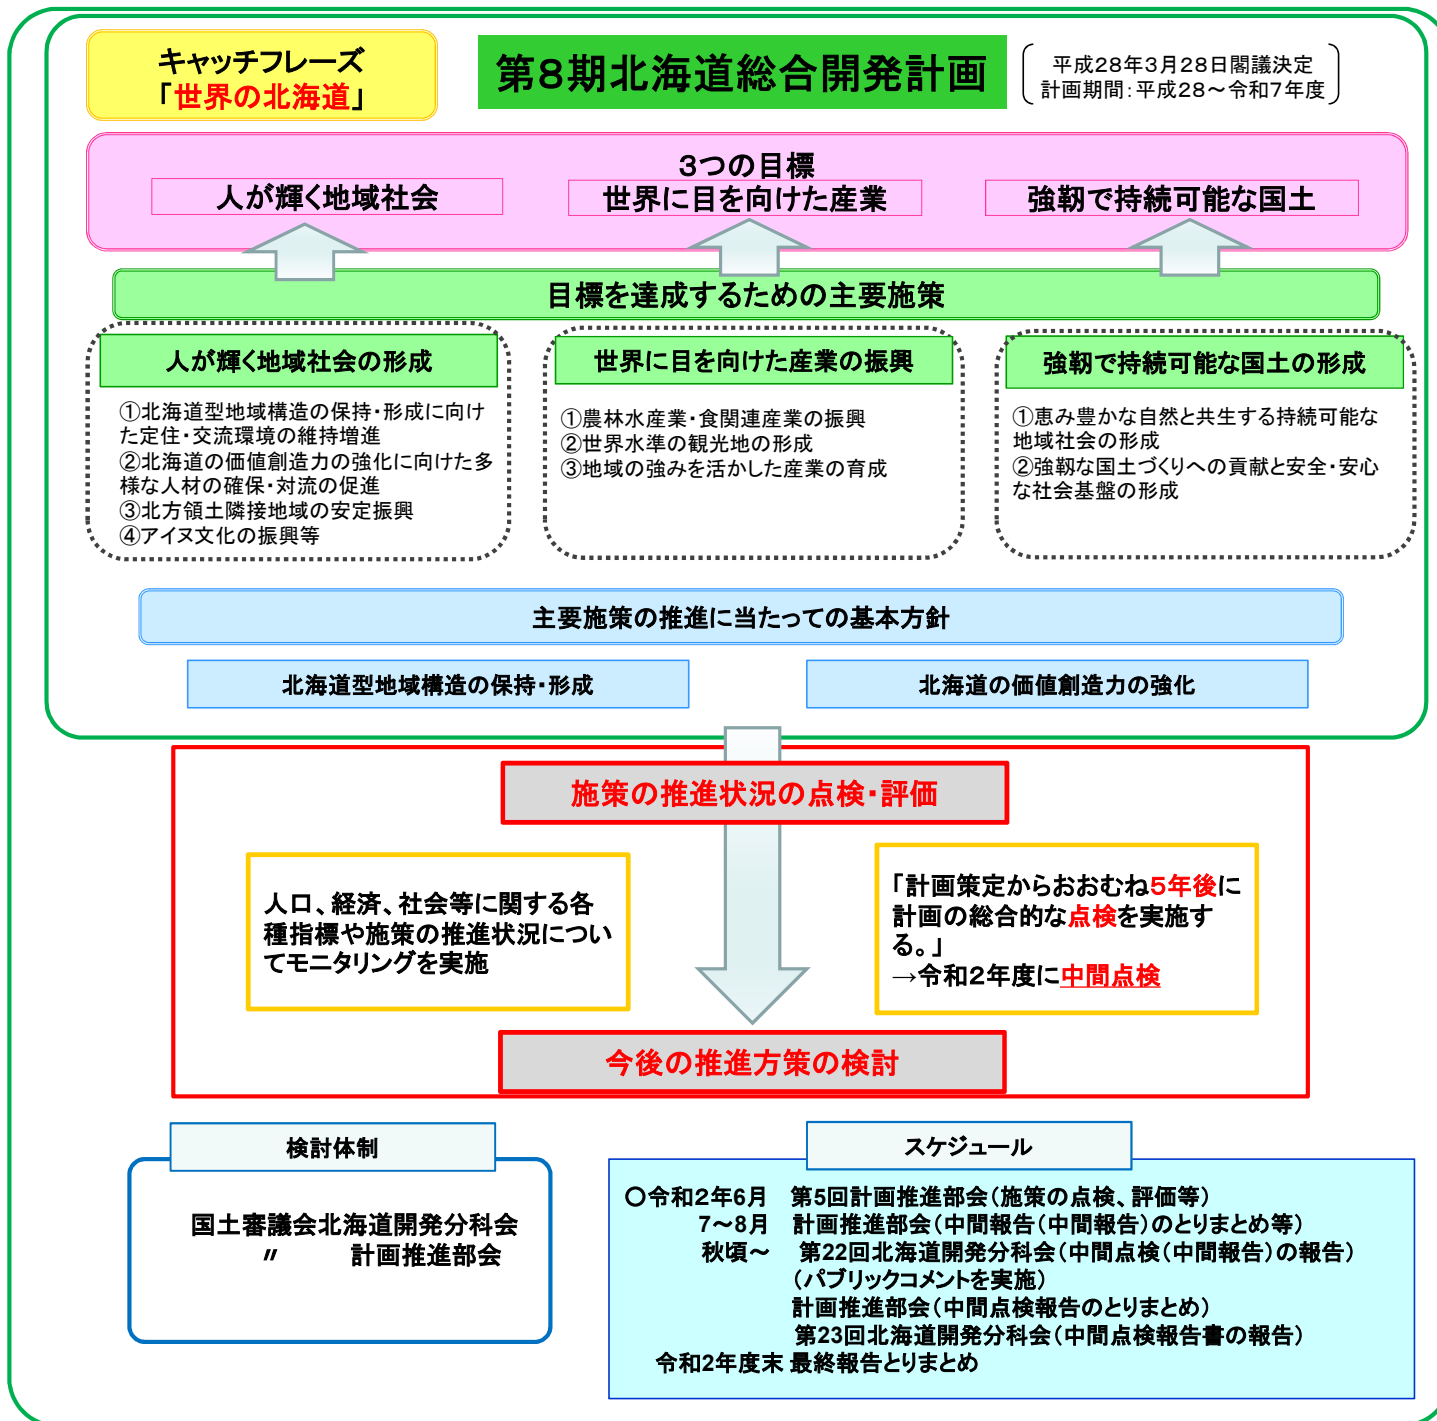 キャッチフレーズ
「世界の北海道」
第８期北海道総合開発計画
平成２８年３月２８日閣議決定
計画期間：平成２８～令和７年度
３つの目標
人が輝く地域社会
世界に目を向けた産業
強靱で持続可能な国土
目標を達成するための主要施策
人が輝く地域社会の形成
①北海道型地域構造の保持・形成に向け
た定住・交流環境の維持増進
②北海道の価値創造力の強化に向けた多
様な人材の確保・対流の促進
③北方領土隣接地域の安定振興
④アイヌ文化の振興等
世界に目を向けた産業の振興
①農林水産業・食関連産業の振興
②世界水準の観光地の形成
③地域の強みを活かした産業の育成
強靱で持続可能な国土の形成
①恵み豊かな自然と共生する持続可能な
地域社会の形成
②強靱な国土づくりへの貢献と安全・安心
な社会基盤の形成
主要施策の推進に当たっての基本方針
北海道型地域構造の保持・形成
北海道の価値創造力の強化
施策の推進状況の点検・評価
人口、経済、社会等に関する各
種指標や施策の推進状況につい
てモニタリングを実施
「計画策定からおおむね５年後に
計画の総合的な点検を実施す
る。」
→令和２年度に中間点検
今後の推進方策の検討
検討体制
国土審議会北海道開発分科会
〃　　　計画推進部会
スケジュール
〇令和２年6月　第5回計画推進部会（施策の点検、評価等）
7～8月　計画推進部会（中間報告（中間報告）のとりまとめ等）
秋頃～　第22回北海道開発分科会（中間点検（中間報告）の報告）
（パブリックコメントを実施）
計画推進部会（中間点検報告のとりまとめ）
第23回北海道開発分科会（中間点検報告書の報告）
令和2年度末 最終報告とりまとめ